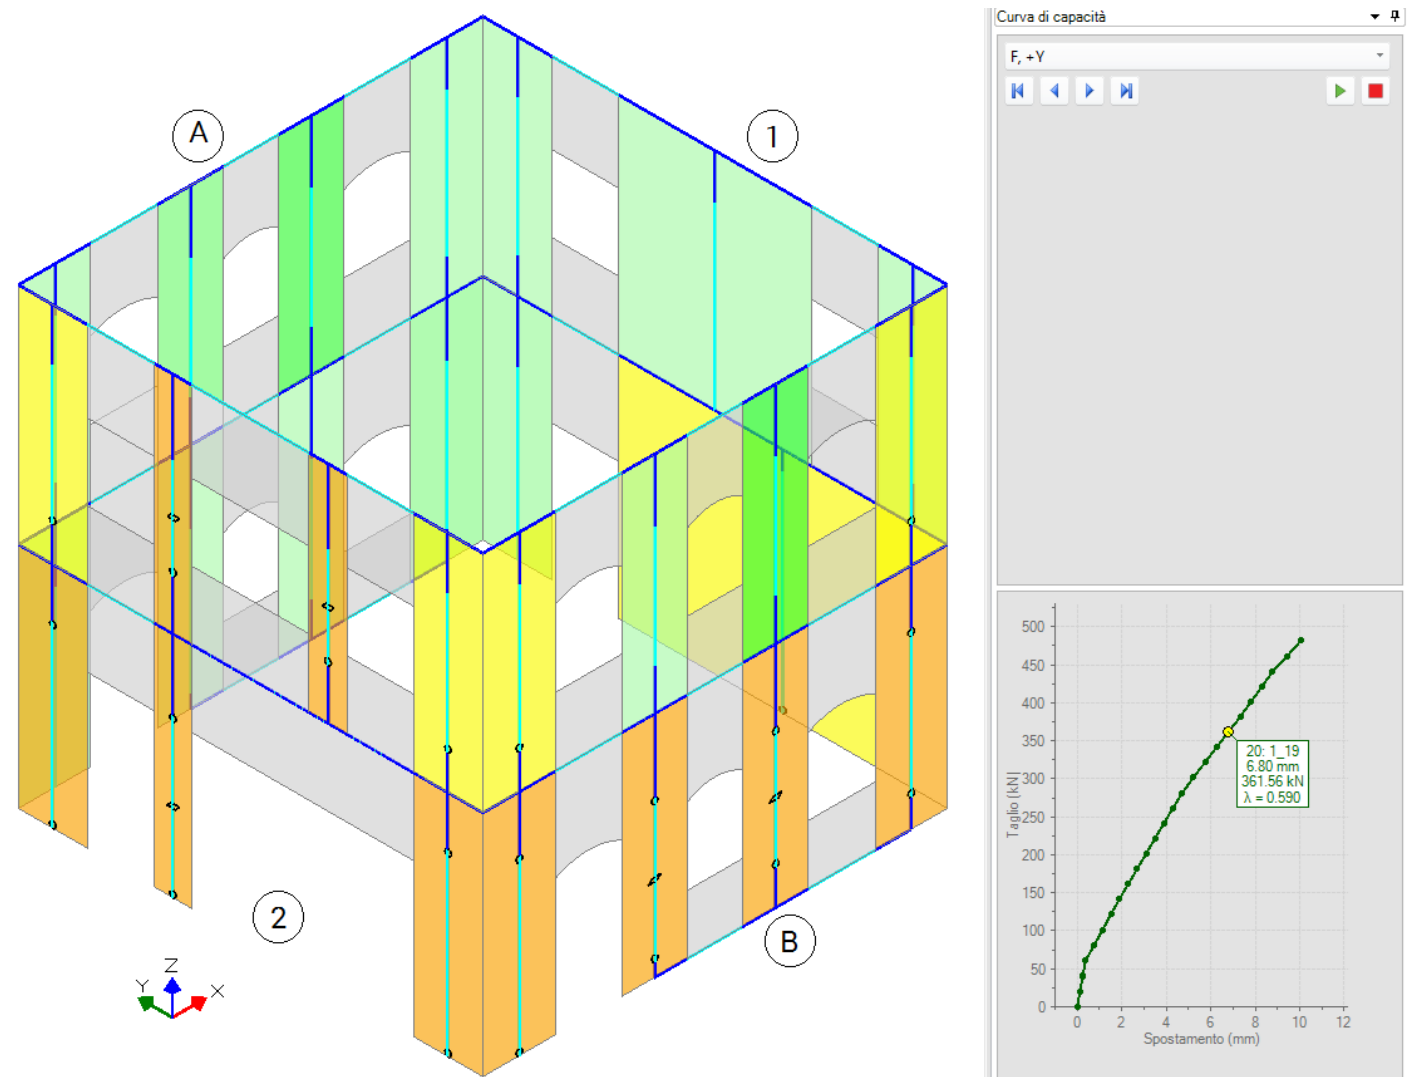 Curva di capacità
F, +Y
A
1
2
B
Z
Y
X
500
450
400
350
300
250
200
150
100
50
0
Taglio (kN)
20: 1_19
6.80 mm
361.56 kN
λ = 0.590
0 2 4 6 8 10 12
Spostamento (mm)